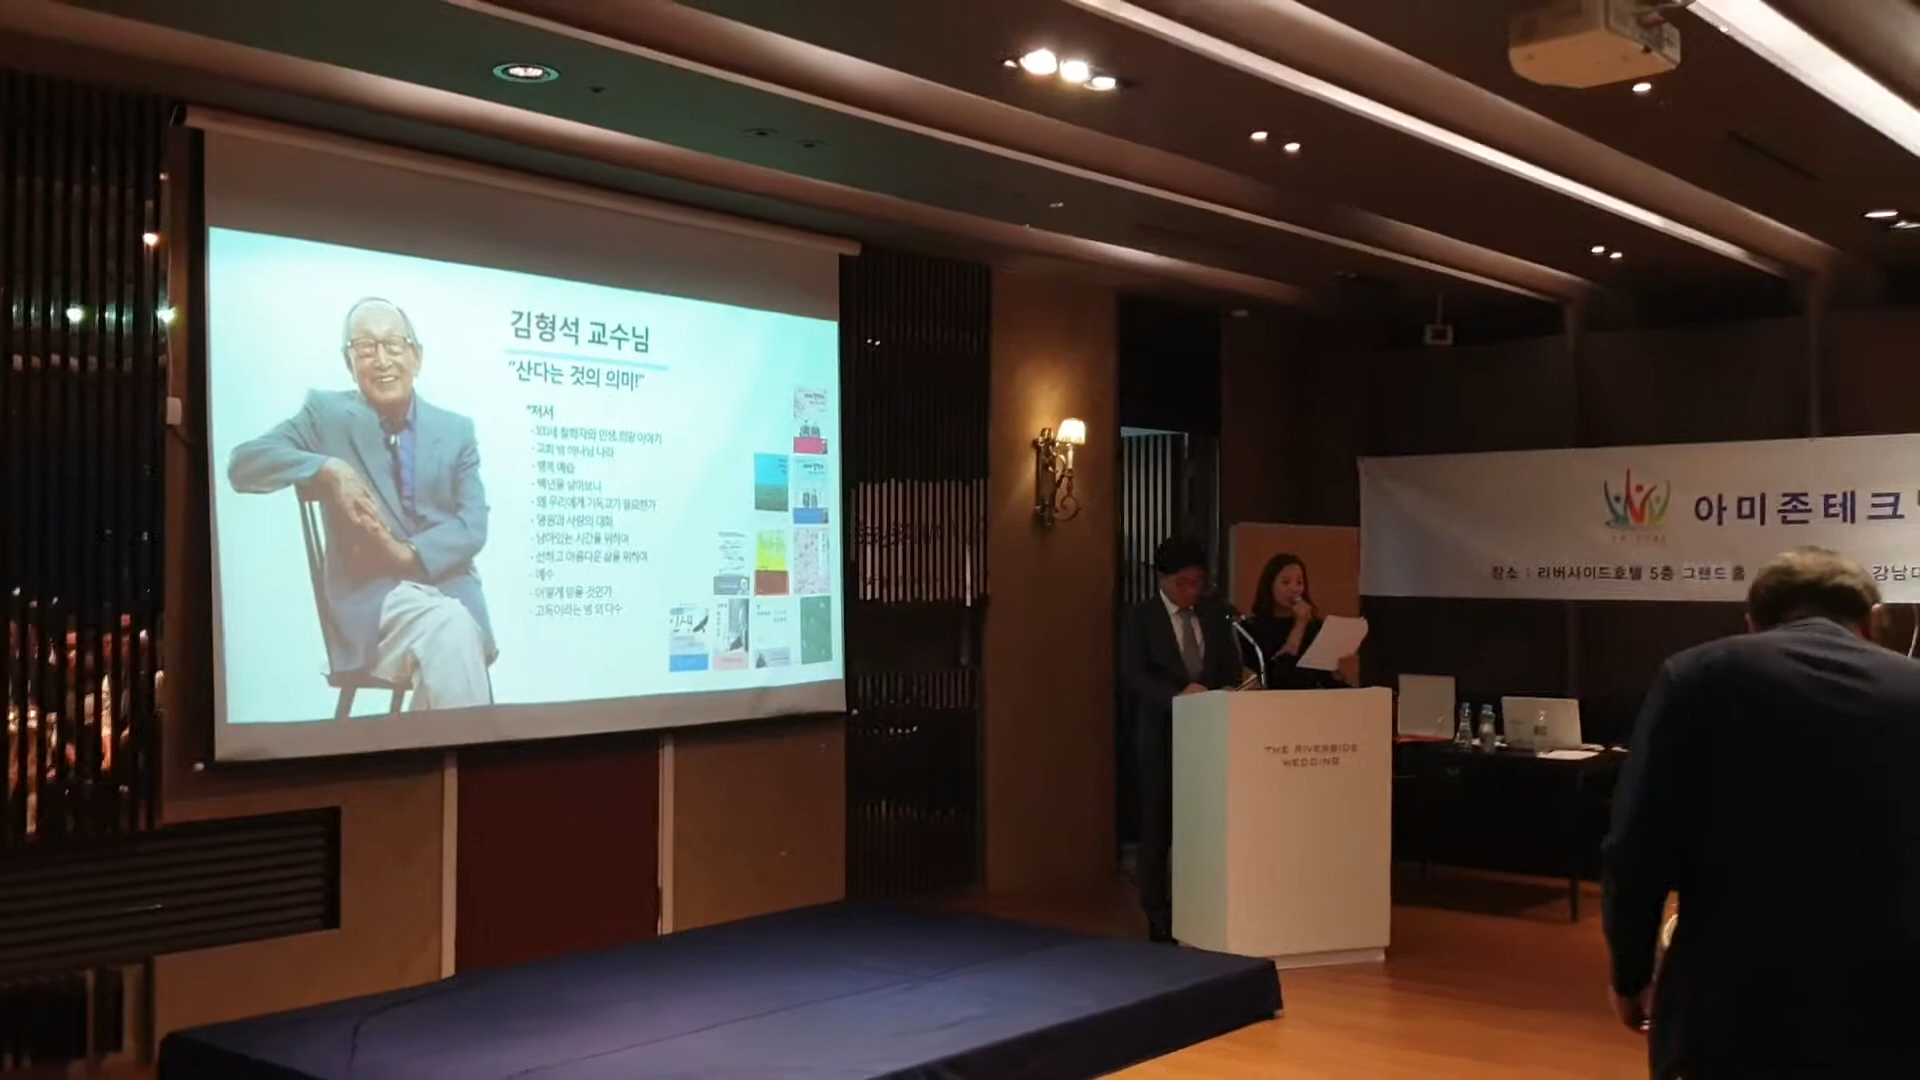 김형석 교수님
"산다는 것의 의미!"
*저서
- 100세 철학자의 인생, 희망 이야기
- 교회 밖 하나님 나라
- 행복 예습
- 백년을 살아보니
- 왜 우리에게 기독교가 필요한가
- 영원과 사랑의 대화
- 남아있는 시간을 위하여
- 선하고 아름다운 삶을 위하여
- 예수
- 어떻게 믿을 것인가
- 고독이라는 병 외 다수
아미존테크
장소 : 리버사이드호텔 5층 그랜드홀
강남대
THE RIVERSIDE
WEDDING